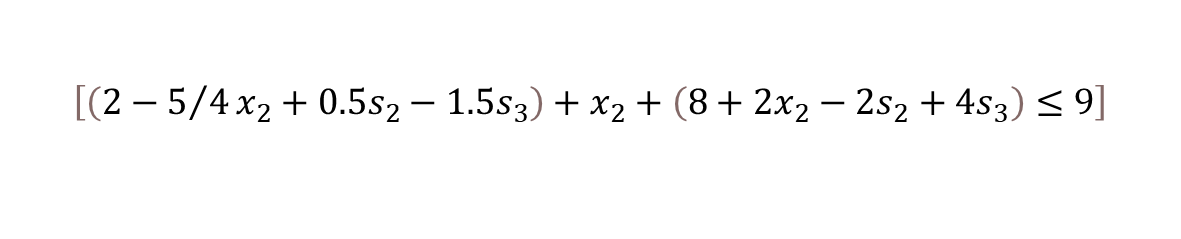 [(2 − 5/4 x₂ + 0.5s₂ − 1.5s₃) + x₂ + (8 + 2x₂ − 2s₂ + 4s₃) ≤ 9]